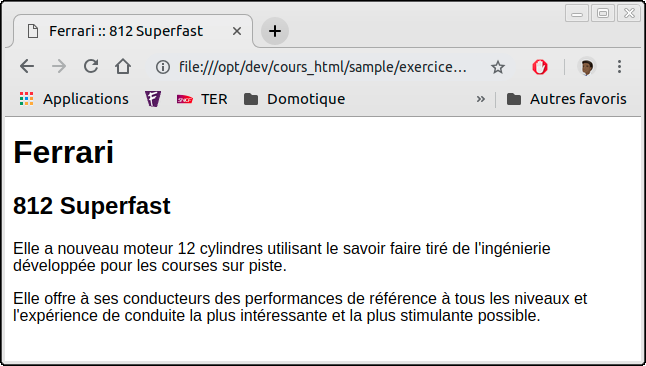 Ferrari :: 812 Superfast
file:///opt/dev/cours_html/sample/exercice...
Applications
SNCF
TER
Domotique
»
Autres favoris
Ferrari
812 Superfast
Elle a nouveau moteur 12 cylindres utilisant le savoir faire tiré de l'ingénierie
développée pour les courses sur piste.
Elle offre à ses conducteurs des performances de référence à tous les niveaux et
l'expérience de conduite la plus intéressante et la plus stimulante possible.